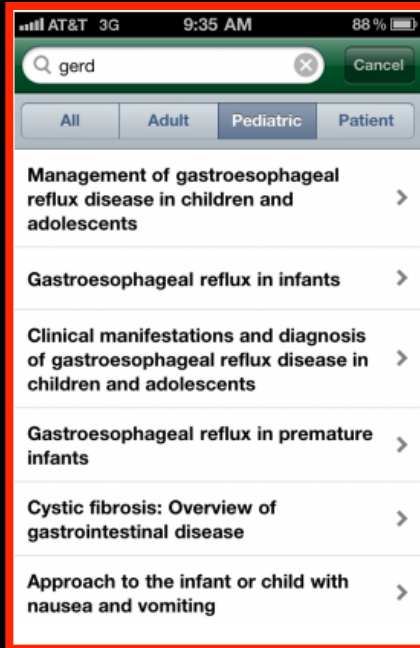 AT&T 3G 9:35 AM 88%
gerd Cancel
All Adult Pediatric Patient
Management of gastroesophageal
reflux disease in children and
adolescents
Gastroesophageal reflux in infants
Clinical manifestations and diagnosis
of gastroesophageal reflux disease in
children and adolescents
Gastroesophageal reflux in premature
infants
Cystic fibrosis: Overview of
gastrointestinal disease
Approach to the infant or child with
nausea and vomiting